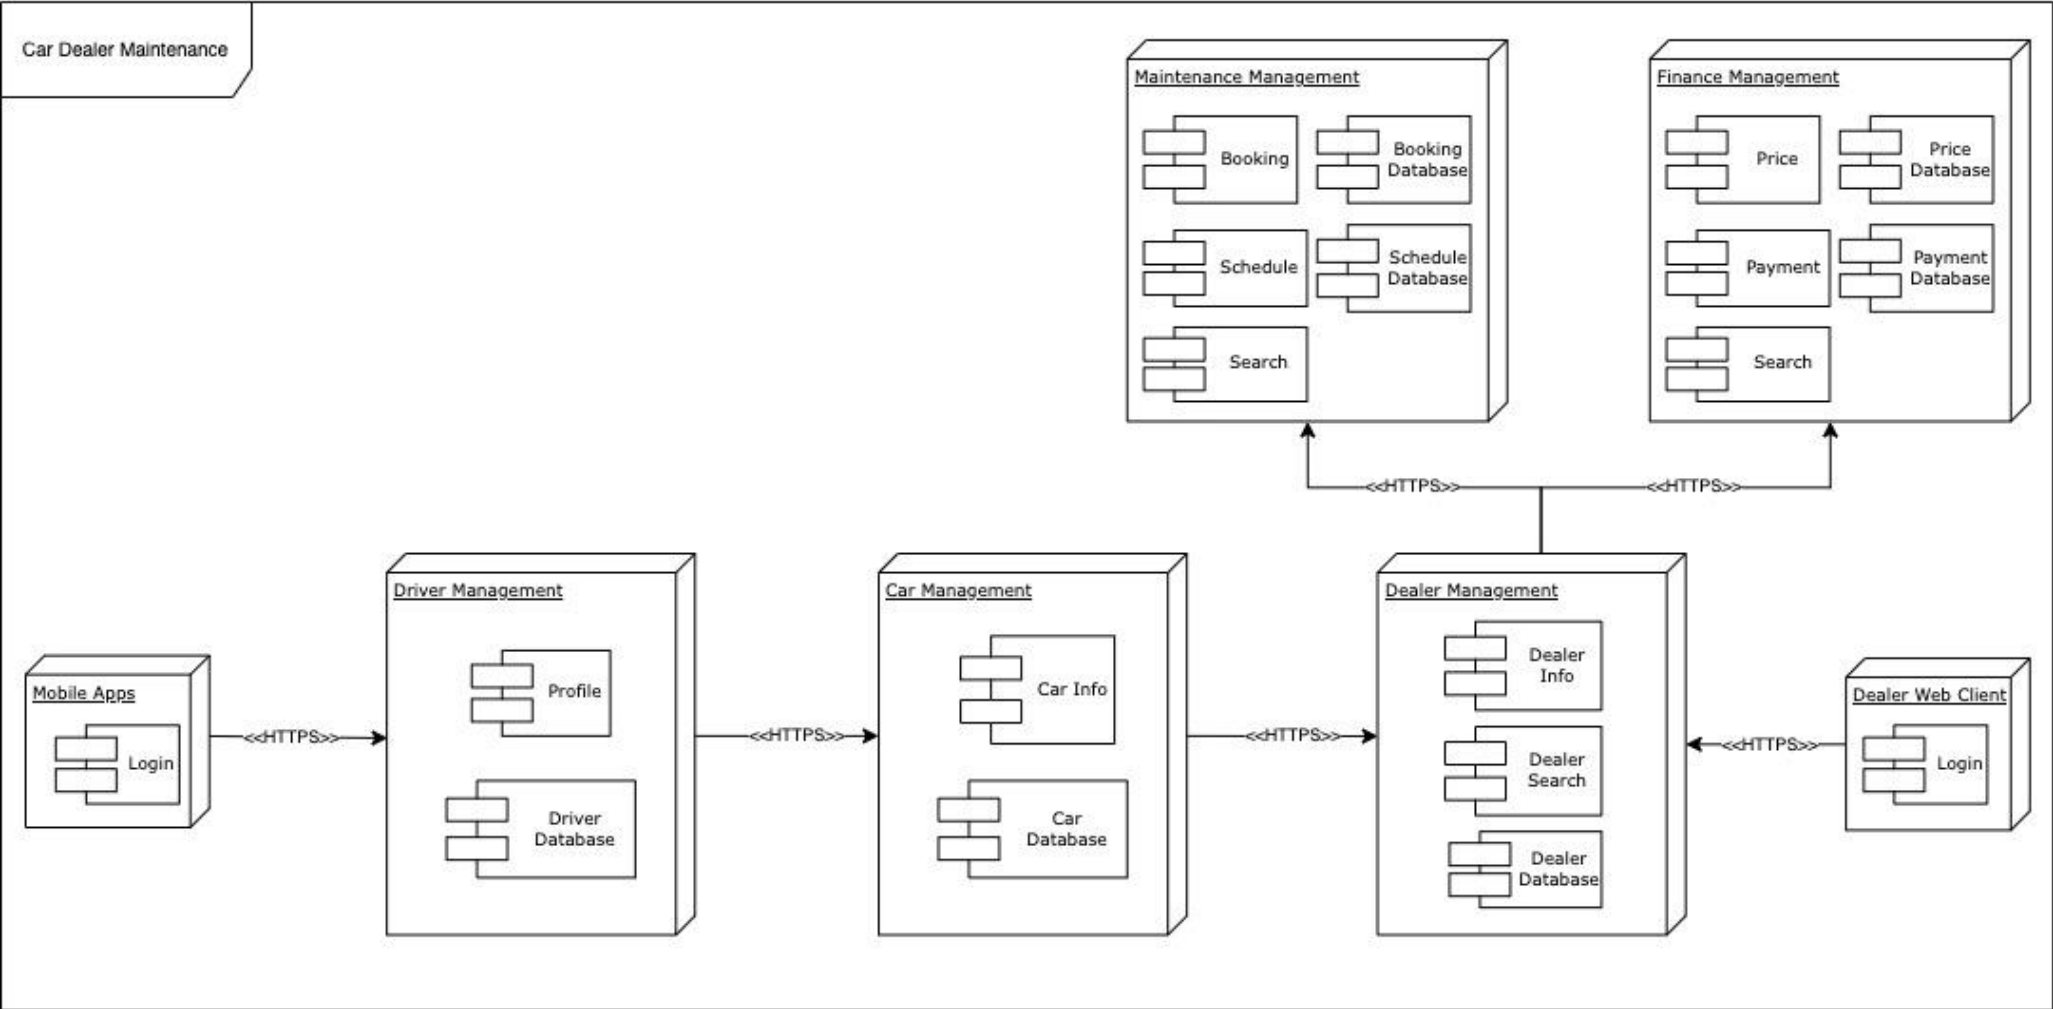 Car Dealer Maintenance
Maintenance Management
Booking
Booking
Database
Schedule
Schedule
Database
Search
Finance Management
Price
Price
Database
Payment
Payment
Database
Search
<<HTTPS>>
<<HTTPS>>
Mobile Apps
Login
<<HTTPS>>
Driver Management
Profile
Driver
Database
<<HTTPS>>
Car Management
Car Info
Car
Database
<<HTTPS>>
Dealer Management
Dealer
Info
Dealer
Search
Dealer
Database
<<HTTPS>>
Dealer Web Client
Login